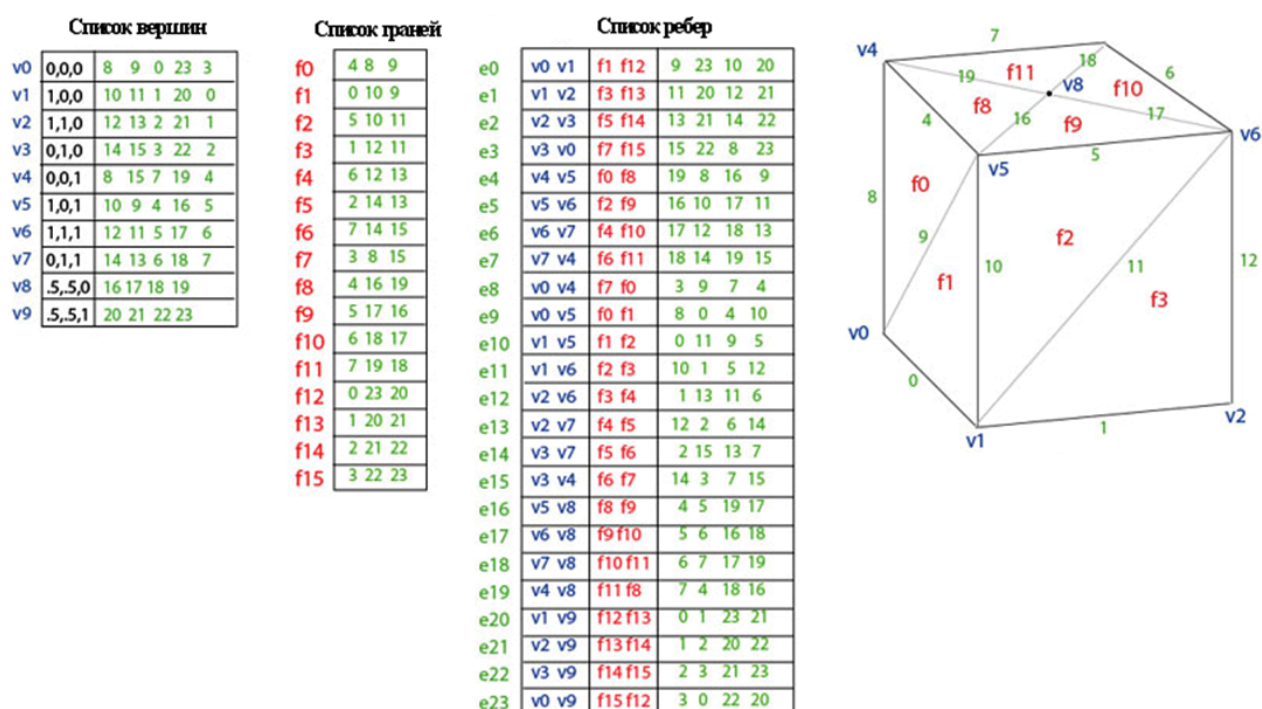 Список вершин
v0 0,0,0 8 9 0 23 3
v1 1,0,0 10 11 1 20 0
v2 1,1,0 12 13 2 21 1
v3 0,1,0 14 15 3 22 2
v4 0,0,1 8 15 7 19 4
v5 1,0,1 10 9 4 16 5
v6 1,1,1 12 11 5 17 6
v7 0,1,1 14 13 6 18 7
v8 .5,.5,0 16 17 18 19
v9 .5,.5,1 20 21 22 23
Список граней
f0 4 8 9
f1 0 10 9
f2 5 10 11
f3 1 12 11
f4 6 12 13
f5 2 14 13
f6 7 14 15
f7 3 8 15
f8 4 16 19
f9 5 17 16
f10 6 18 17
f11 7 19 18
f12 0 23 20
f13 1 20 21
f14 2 21 22
f15 3 22 23
Список ребер
e0 v0 v1 f1 f12 9 23 10 20
e1 v1 v2 f3 f13 11 20 12 21
e2 v2 v3 f5 f14 13 21 14 22
e3 v3 v0 f7 f15 15 22 8 23
e4 v4 v5 f0 f8 19 8 16 9
e5 v5 v6 f2 f9 16 10 17 11
e6 v6 v7 f4 f10 17 12 18 13
e7 v7 v4 f6 f11 18 14 19 15
e8 v0 v4 f7 f0 3 9 7 4
e9 v0 v5 f0 f1 8 0 4 10
e10 v1 v5 f1 f2 0 11 9 5
e11 v1 v6 f2 f3 10 1 5 12
e12 v2 v6 f3 f4 1 13 11 6
e13 v2 v7 f4 f5 12 2 6 14
e14 v3 v7 f5 f6 2 15 13 7
e15 v3 v4 f6 f7 14 3 7 15
e16 v5 v8 f8 f9 4 5 19 17
e17 v6 v8 f9 f10 5 6 16 18
e18 v7 v8 f10 f11 6 7 17 19
e19 v4 v8 f11 f8 7 4 18 16
e20 v1 v9 f12 f13 0 1 23 21
e21 v2 v9 f13 f14 1 2 20 22
e22 v3 v9 f14 f15 2 3 21 23
e23 v0 v9 f15 f12 3 0 22 20
7
v4
18
19 f11 6
v8 f10
f8
4 16 f9 17
v6
5
v5
f0
8
9 f2
10 11 12
f1
f3
v0
0
v2
v1 1